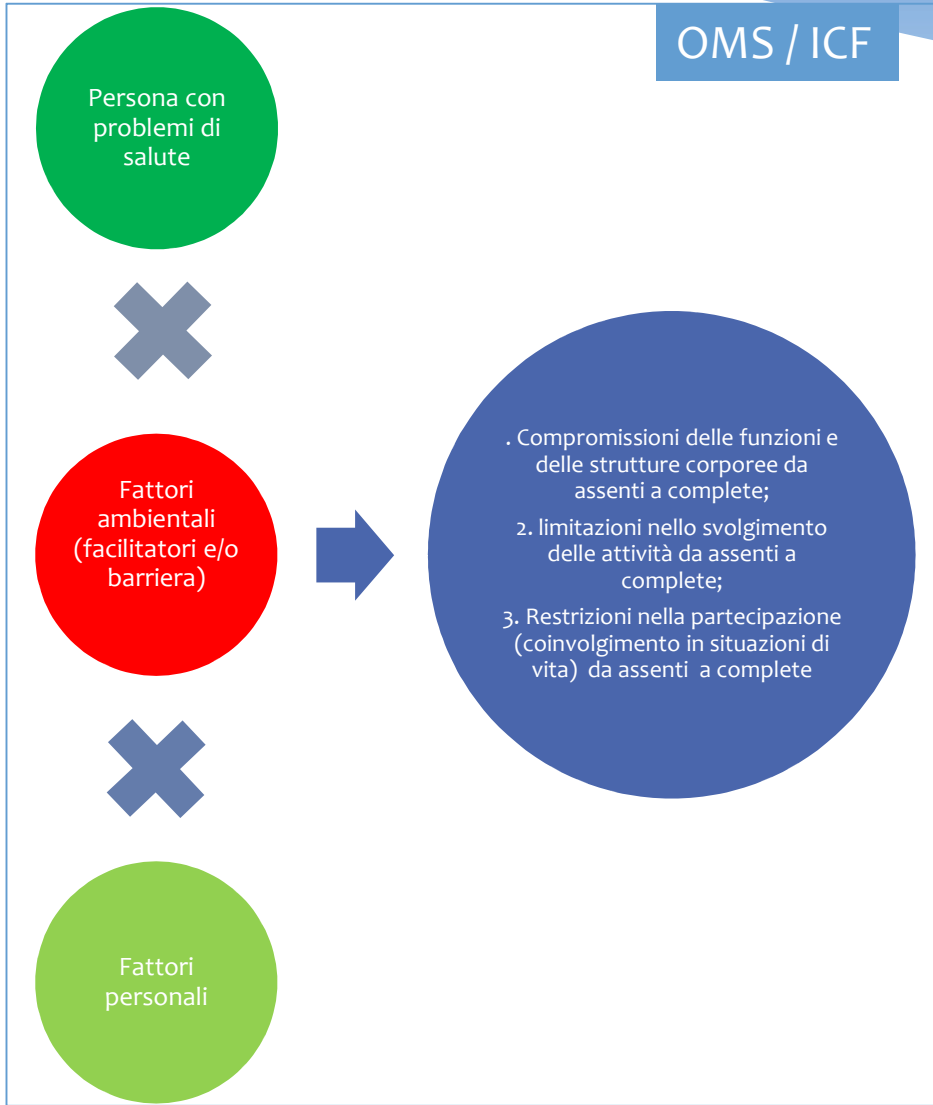 OMS / ICF
Persona con
problemi di
salute
Fattori
ambientali
(facilitatori e/o
barriera)
Fattori
personali
. Compromissioni delle funzioni e
delle strutture corporee da
assenti a complete;
2. limitazioni nello svolgimento
delle attività da assenti a
complete;
3. Restrizioni nella partecipazione
(coinvolgimento in situazioni di
vita) da assenti a complete